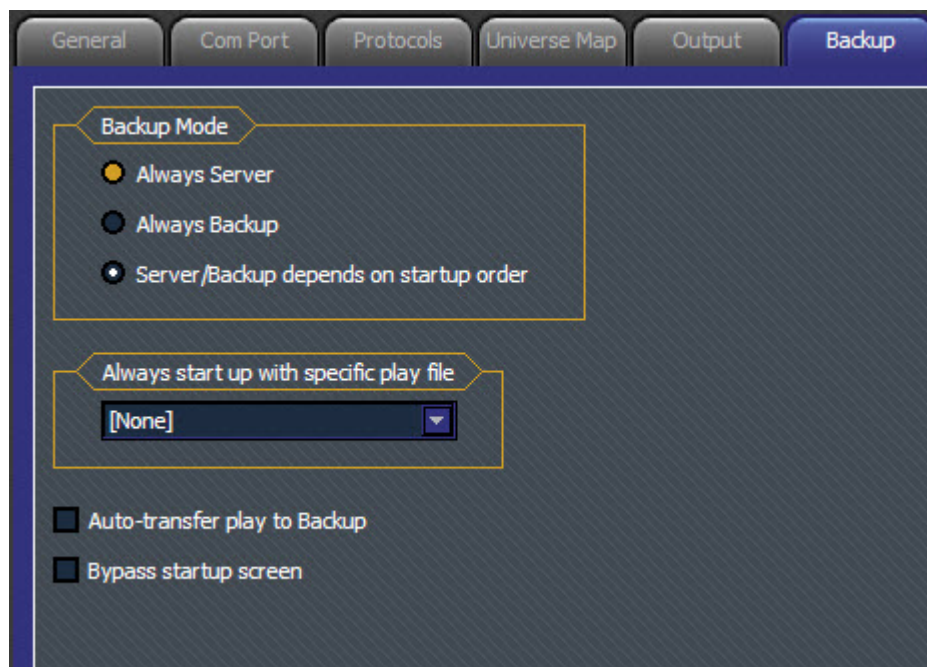 General Com Port Protocols Universe Map Output Backup
Backup Mode
Always Server
Always Backup
Server/Backup depends on startup order
Always start up with specific play file
[None]
Auto-transfer play to Backup
Bypass startup screen